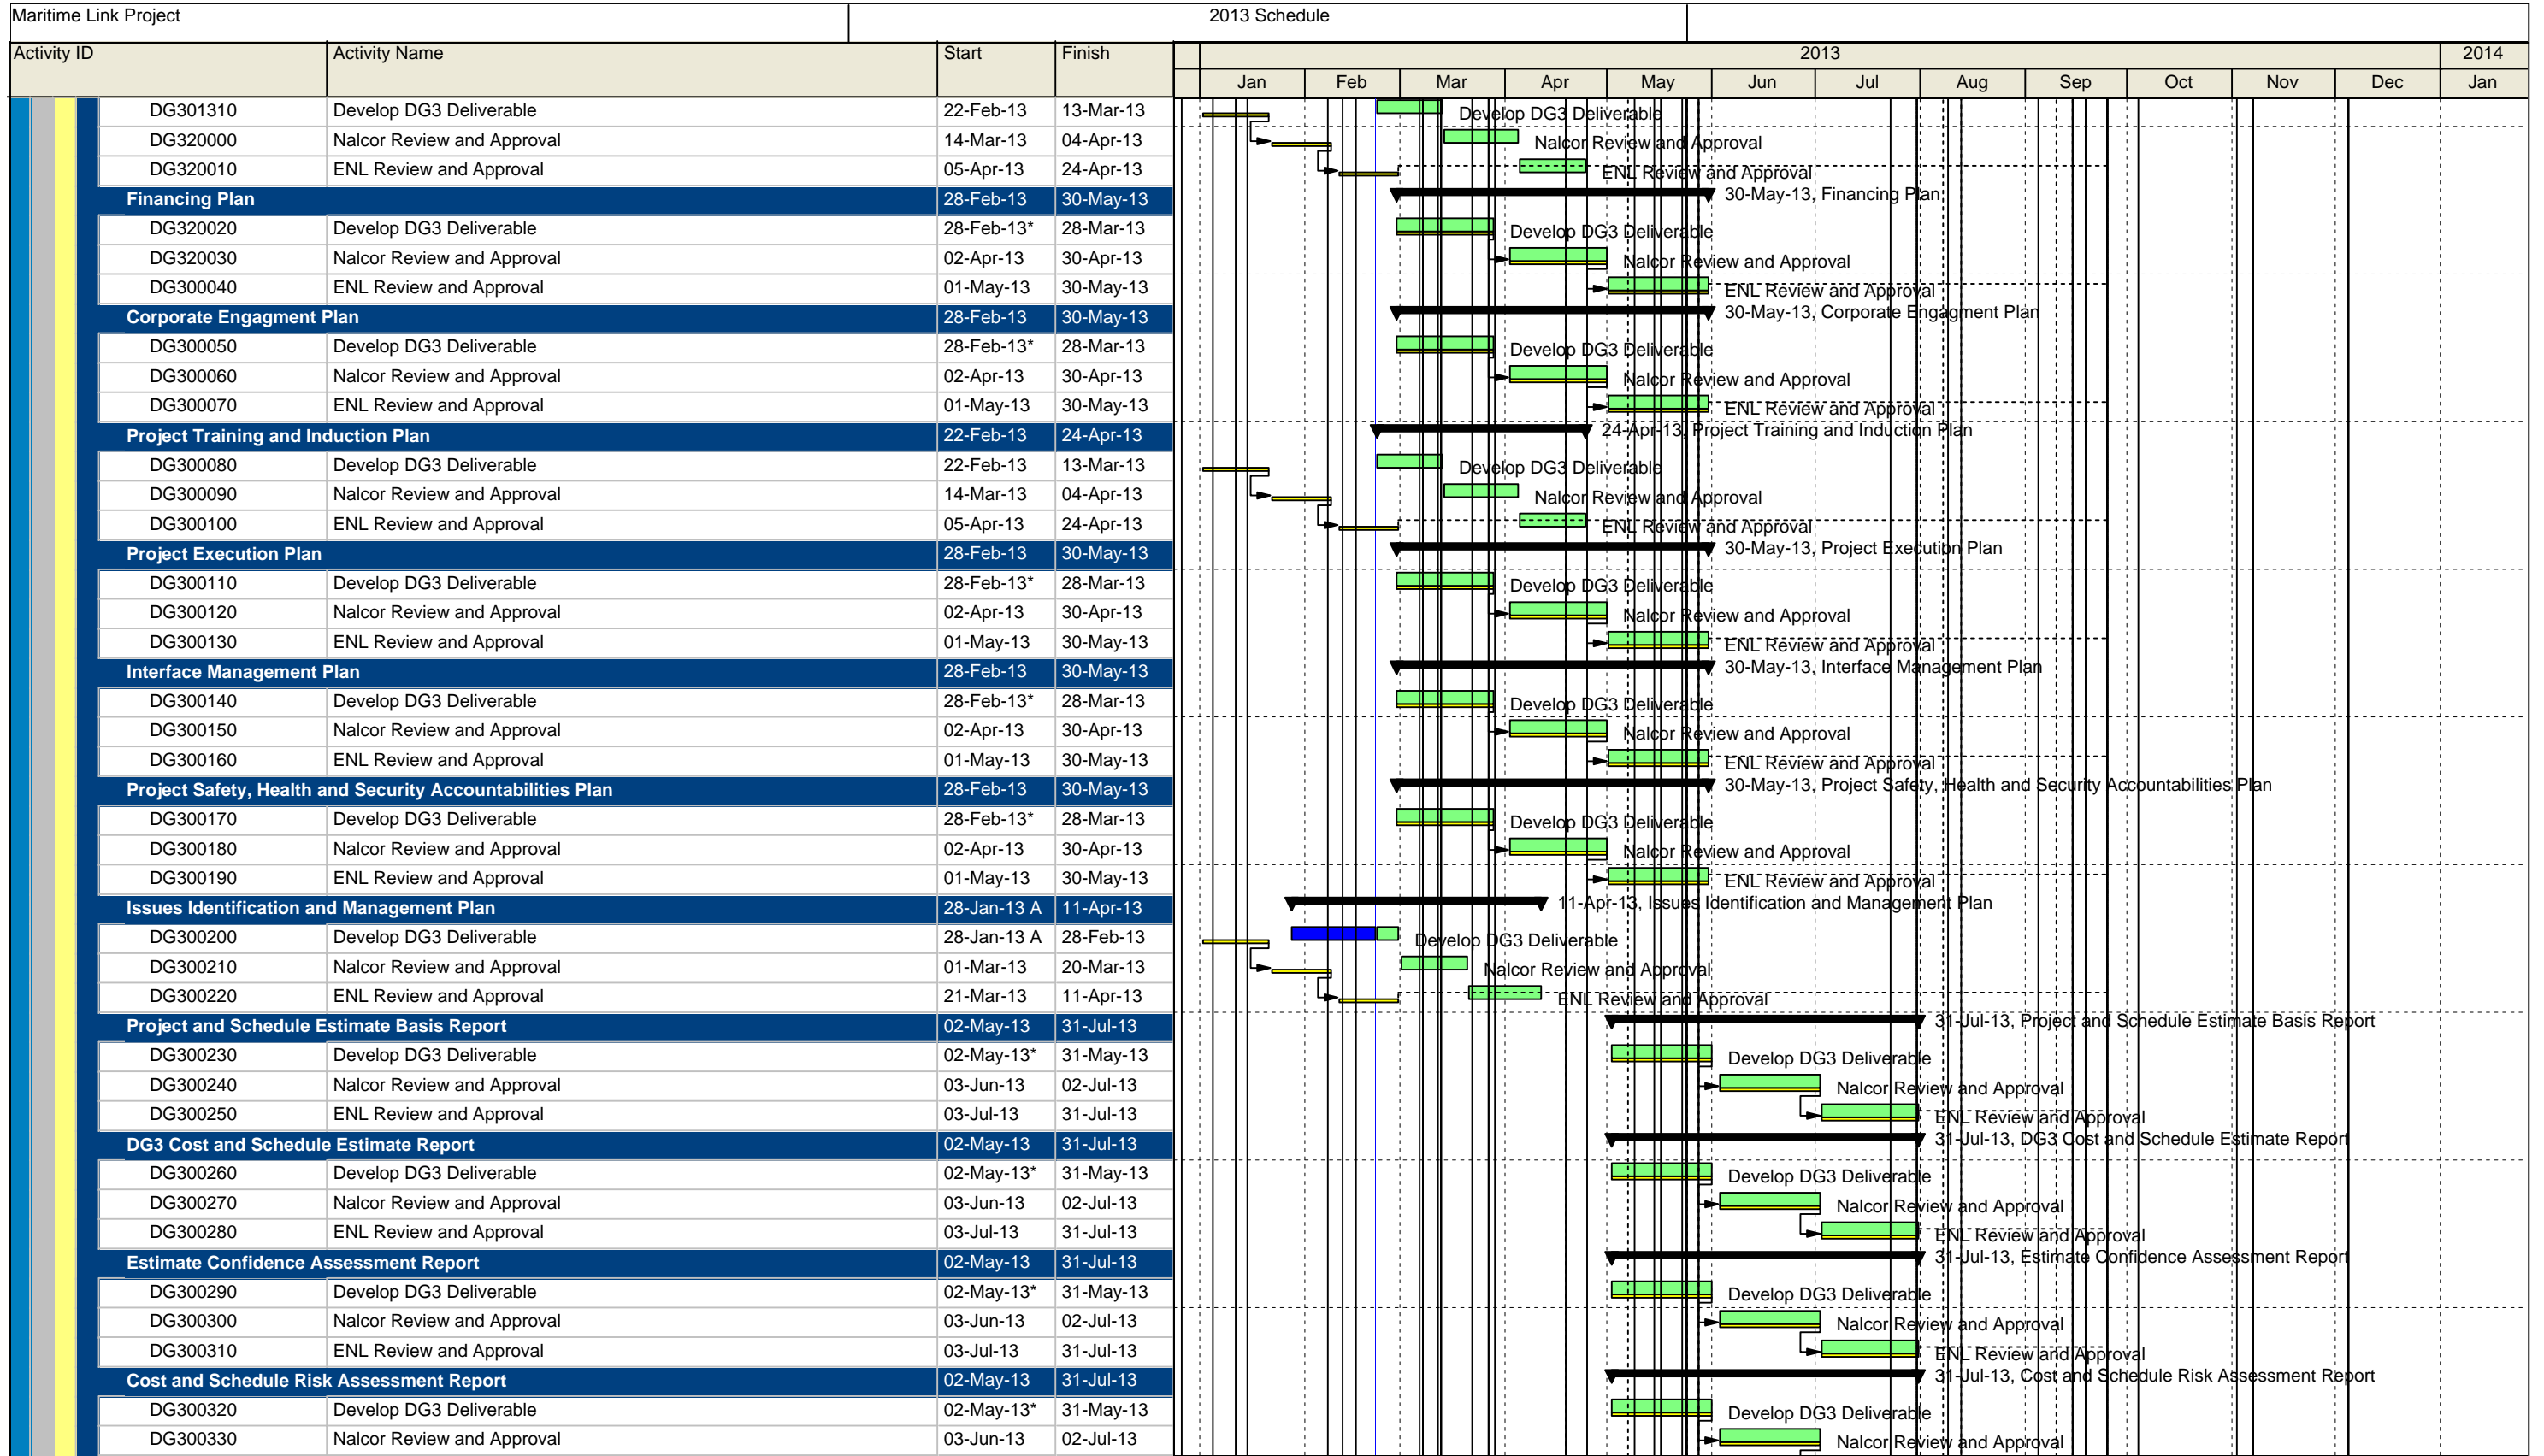 Maritime Link Project 2013 Schedule
Activity ID Activity Name Start Finish 2013 2014
Jan Feb Mar Apr May Jun Jul Aug Sep Oct Nov Dec Jan
DG301310 Develop DG3 Deliverable 22-Feb-13 13-Mar-13 Develop DG3 Deliverable
DG320000 Nalcor Review and Approval 14-Mar-13 04-Apr-13 Nalcor Review and Approval
DG320010 ENL Review and Approval 05-Apr-13 24-Apr-13 ENL Review and Approval
Financing Plan 28-Feb-13 30-May-13 30-May-13, Financing Plan
DG320020 Develop DG3 Deliverable 28-Feb-13* 28-Mar-13 Develop DG3 Deliverable
DG320030 Nalcor Review and Approval 02-Apr-13 30-Apr-13 Nalcor Review and Approval
DG300040 ENL Review and Approval 01-May-13 30-May-13 ENL Review and Approval
Corporate Engagment Plan 28-Feb-13 30-May-13 30-May-13, Corporate Engagment Plan
DG300050 Develop DG3 Deliverable 28-Feb-13* 28-Mar-13 Develop DG3 Deliverable
DG300060 Nalcor Review and Approval 02-Apr-13 30-Apr-13 Nalcor Review and Approval
DG300070 ENL Review and Approval 01-May-13 30-May-13 ENL Review and Approval
Project Training and Induction Plan 22-Feb-13 24-Apr-13 24-Apr-13, Project Training and Induction Plan
DG300080 Develop DG3 Deliverable 22-Feb-13 13-Mar-13 Develop DG3 Deliverable
DG300090 Nalcor Review and Approval 14-Mar-13 04-Apr-13 Nalcor Review and Approval
DG300100 ENL Review and Approval 05-Apr-13 24-Apr-13 ENL Review and Approval
Project Execution Plan 28-Feb-13 30-May-13 30-May-13, Project Execution Plan
DG300110 Develop DG3 Deliverable 28-Feb-13* 28-Mar-13 Develop DG3 Deliverable
DG300120 Nalcor Review and Approval 02-Apr-13 30-Apr-13 Nalcor Review and Approval
DG300130 ENL Review and Approval 01-May-13 30-May-13 ENL Review and Approval
Interface Management Plan 28-Feb-13 30-May-13 30-May-13, Interface Management Plan
DG300140 Develop DG3 Deliverable 28-Feb-13* 28-Mar-13 Develop DG3 Deliverable
DG300150 Nalcor Review and Approval 02-Apr-13 30-Apr-13 Nalcor Review and Approval
DG300160 ENL Review and Approval 01-May-13 30-May-13 ENL Review and Approval
Project Safety, Health and Security Accountabilities Plan 28-Feb-13 30-May-13 30-May-13, Project Safety, Health and Security Accountabilities Plan
DG300170 Develop DG3 Deliverable 28-Feb-13* 28-Mar-13 Develop DG3 Deliverable
DG300180 Nalcor Review and Approval 02-Apr-13 30-Apr-13 Nalcor Review and Approval
DG300190 ENL Review and Approval 01-May-13 30-May-13 ENL Review and Approval
Issues Identification and Management Plan 28-Jan-13 A 11-Apr-13 11-Apr-13, Issues Identification and Management Plan
DG300200 Develop DG3 Deliverable 28-Jan-13 A 28-Feb-13 Develop DG3 Deliverable
DG300210 Nalcor Review and Approval 01-Mar-13 20-Mar-13 Nalcor Review and Approval
DG300220 ENL Review and Approval 21-Mar-13 11-Apr-13 ENL Review and Approval
Project and Schedule Estimate Basis Report 02-May-13 31-Jul-13 31-Jul-13, Project and Schedule Estimate Basis Report
DG300230 Develop DG3 Deliverable 02-May-13* 31-May-13 Develop DG3 Deliverable
DG300240 Nalcor Review and Approval 03-Jun-13 02-Jul-13 Nalcor Review and Approval
DG300250 ENL Review and Approval 03-Jul-13 31-Jul-13 ENL Review and Approval
DG3 Cost and Schedule Estimate Report 02-May-13 31-Jul-13 31-Jul-13, DG3 Cost and Schedule Estimate Report
DG300260 Develop DG3 Deliverable 02-May-13* 31-May-13 Develop DG3 Deliverable
DG300270 Nalcor Review and Approval 03-Jun-13 02-Jul-13 Nalcor Review and Approval
DG300280 ENL Review and Approval 03-Jul-13 31-Jul-13 ENL Review and Approval
Estimate Confidence Assessment Report 02-May-13 31-Jul-13 31-Jul-13, Estimate Confidence Assessment Report
DG300290 Develop DG3 Deliverable 02-May-13* 31-May-13 Develop DG3 Deliverable
DG300300 Nalcor Review and Approval 03-Jun-13 02-Jul-13 Nalcor Review and Approval
DG300310 ENL Review and Approval 03-Jul-13 31-Jul-13 ENL Review and Approval
Cost and Schedule Risk Assessment Report 02-May-13 31-Jul-13 31-Jul-13, Cost and Schedule Risk Assessment Report
DG300320 Develop DG3 Deliverable 02-May-13* 31-May-13 Develop DG3 Deliverable
DG300330 Nalcor Review and Approval 03-Jun-13 02-Jul-13 Nalcor Review and Approval